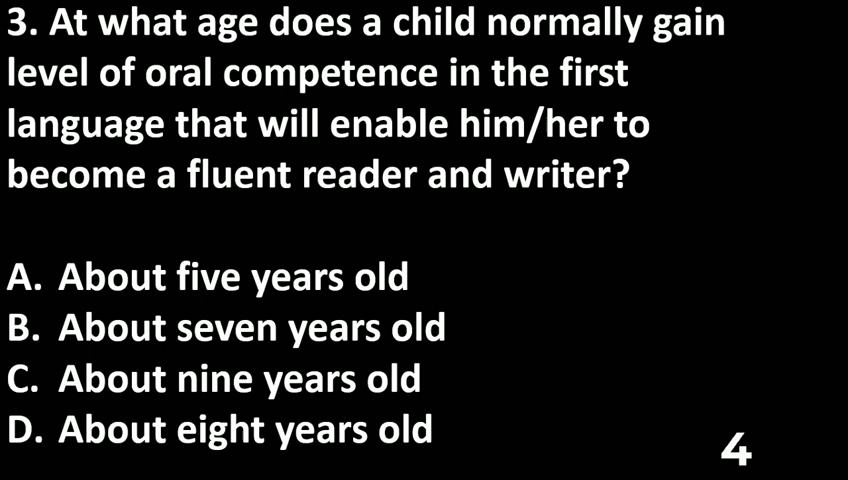 3. At what age does a child normally gain
level of oral competence in the first
language that will enable him/her to
become a fluent reader and writer?
A. About five years old
B. About seven years old
C. About nine years old
D. About eight years old
4